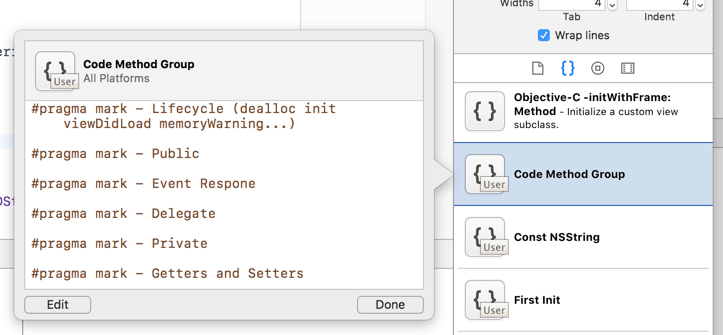 Widths
4
4
Tab
Indent
Wrap lines
Code Method Group
All Platforms
User
#pragma mark - Lifecycle (dealloc init
viewDidLoad memoryWarning...)
#pragma mark - Public
#pragma mark - Event Respone
#pragma mark - Delegate
#pragma mark - Private
#pragma mark - Getters and Setters
Edit
Done
{}
Objective-C -initWithFrame:
Method - Initialize a custom view
subclass.
User
Code Method Group
User
Const NSString
User
First Init